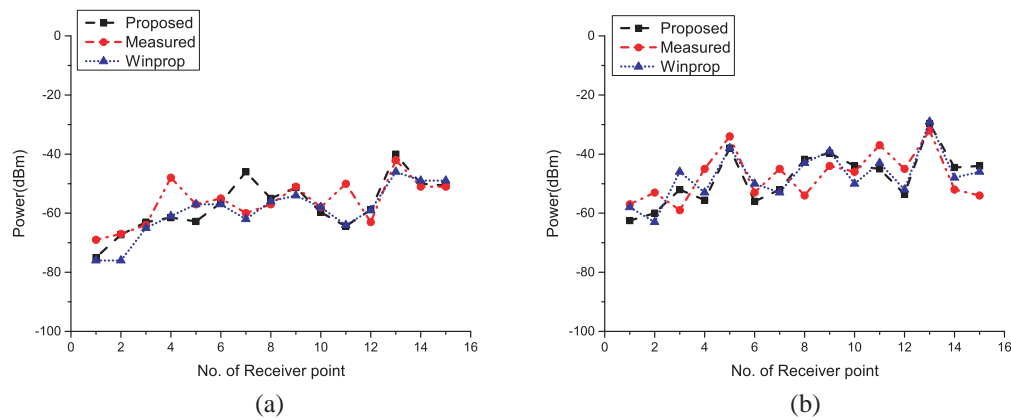 Proposed
Measured
Winprop
0
-20
-40
-60
-80
-100
Power(dBm)
0 2 4 6 8 10 12 14 16
No. of Receiver point
(a)
Proposed
Measured
Winprop
0
-20
-40
-60
-80
-100
Power(dBm)
0 2 4 6 8 10 12 14 16
No. of Receiver point
(b)